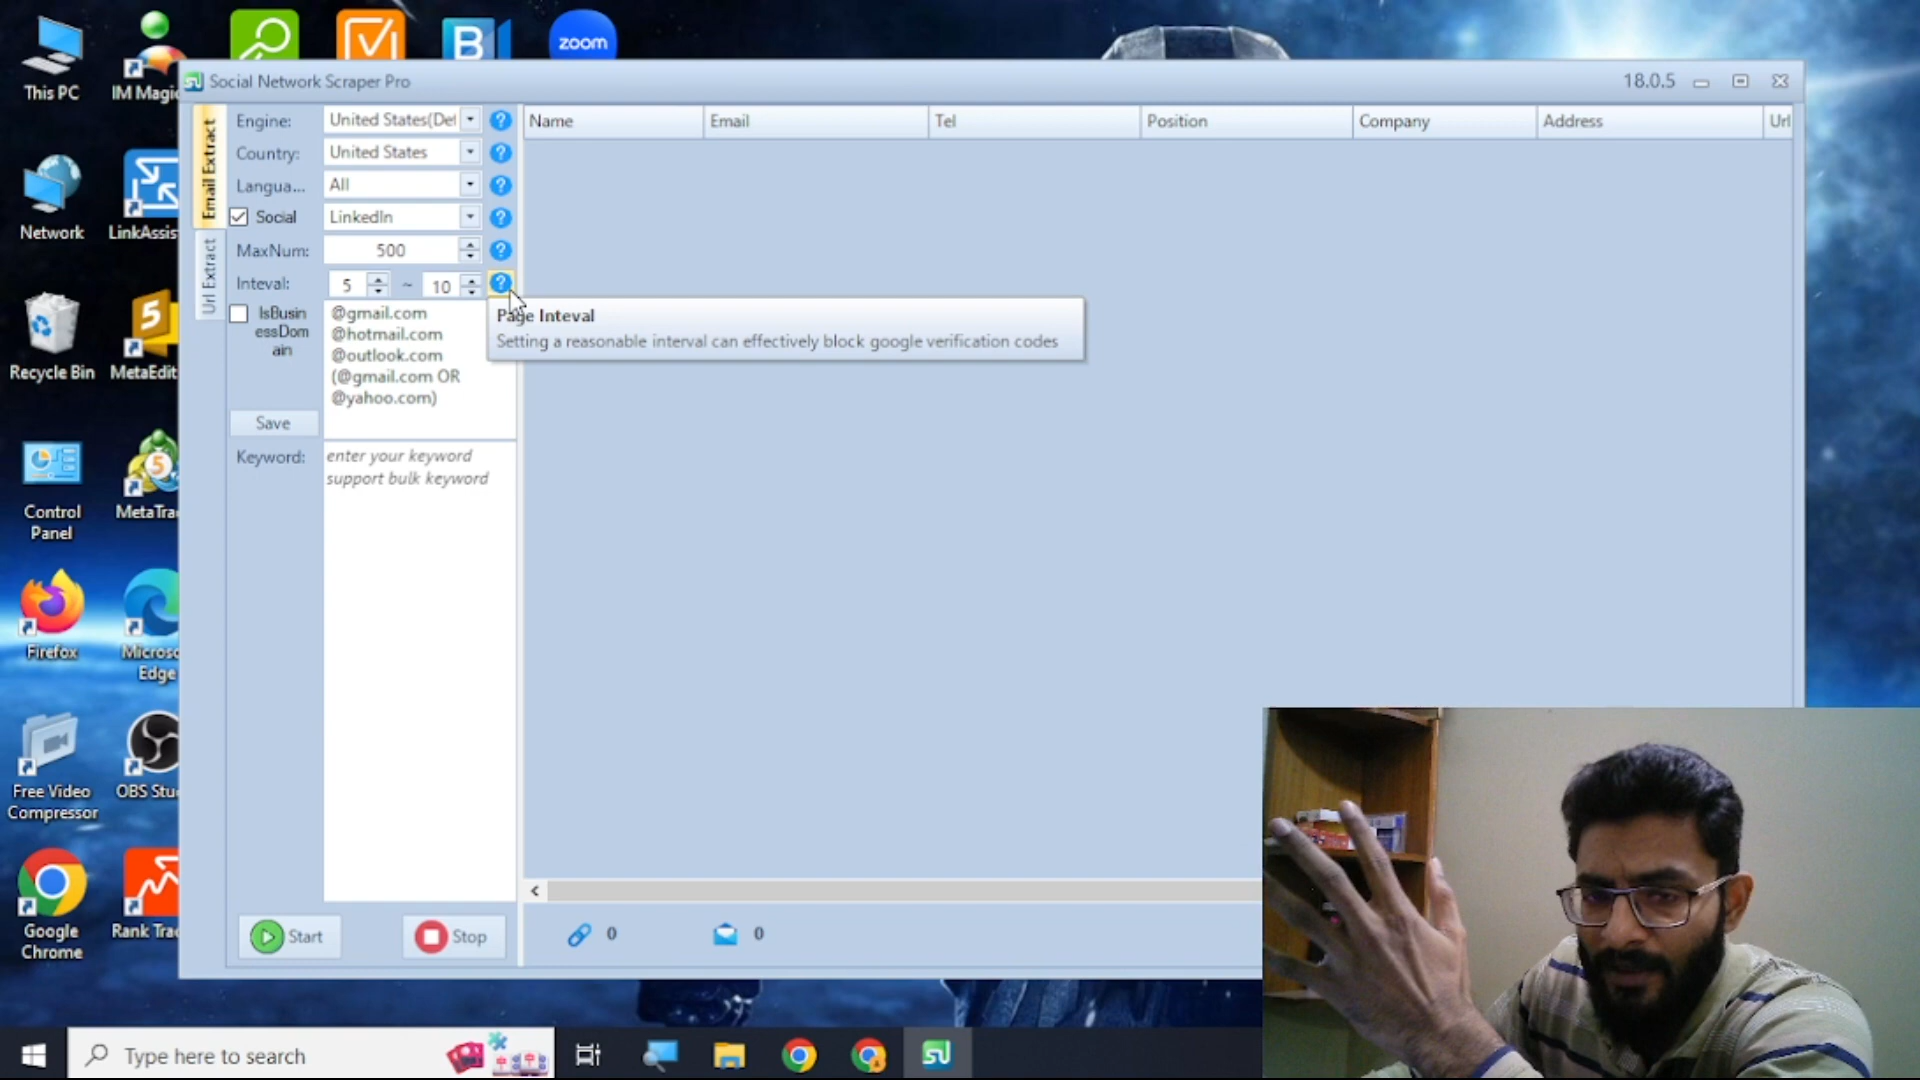 This PC
IM Magic
B
zoom
Network
LinkAssis
Recycle Bin
5
MetaEdit
Control
Panel
5
MetaTra
Firefox
Microso
Edge
Free Video
Compressor
OBS Stu
Google
Chrome
Rank Tra
Social Network Scraper Pro
18.0.5
Email Extract
Url Extract
Engine:
United States(Def
?
Country:
United States
?
Langua...
All
?
Social
LinkedIn
?
MaxNum:
500
?
Inteval:
5
~
10
?
IsBusin
essDom
ain
@gmail.com
@hotmail.com
@outlook.com
(@gmail.com OR
@yahoo.com)
Save
Keyword:
enter your keyword
support bulk keyword
Start
Stop
Name
Email
Tel
Position
Company
Address
Url
Page Inteval
Setting a reasonable interval can effectively block google verification codes
0
0
Type here to search